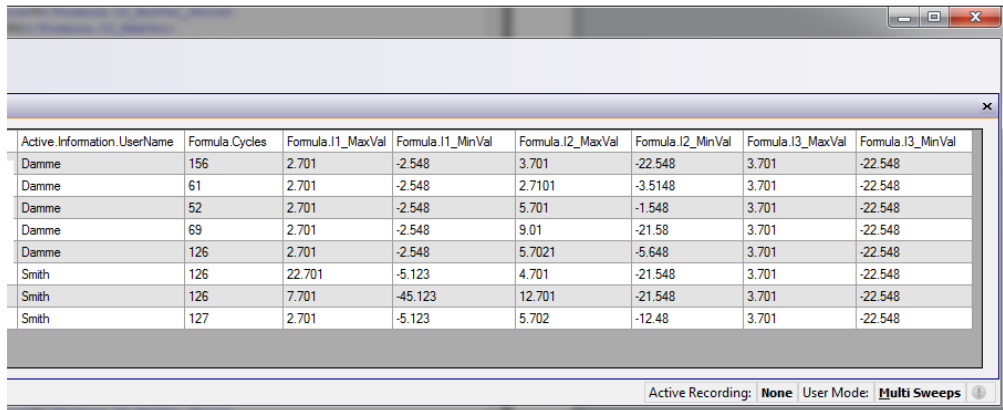 Active.Information.UserName Formula.Cycles Formula.I1_MaxVal Formula.I1_MinVal Formula.I2_MaxVal Formula.I2_MinVal Formula.I3_MaxVal Formula.I3_MinVal
Damme 156 2.701 -2.548 3.701 -22.548 3.701 -22.548
Damme 61 2.701 -2.548 2.7101 -3.5148 3.701 -22.548
Damme 52 2.701 -2.548 5.701 -1.548 3.701 -22.548
Damme 69 2.701 -2.548 9.01 -21.58 3.701 -22.548
Damme 126 2.701 -2.548 5.7021 -5.648 3.701 -22.548
Smith 126 22.701 -5.123 4.701 -21.548 3.701 -22.548
Smith 126 7.701 -45.123 12.701 -21.548 3.701 -22.548
Smith 127 2.701 -5.123 5.702 -12.48 3.701 -22.548
Active Recording: None User Mode: Multi Sweeps